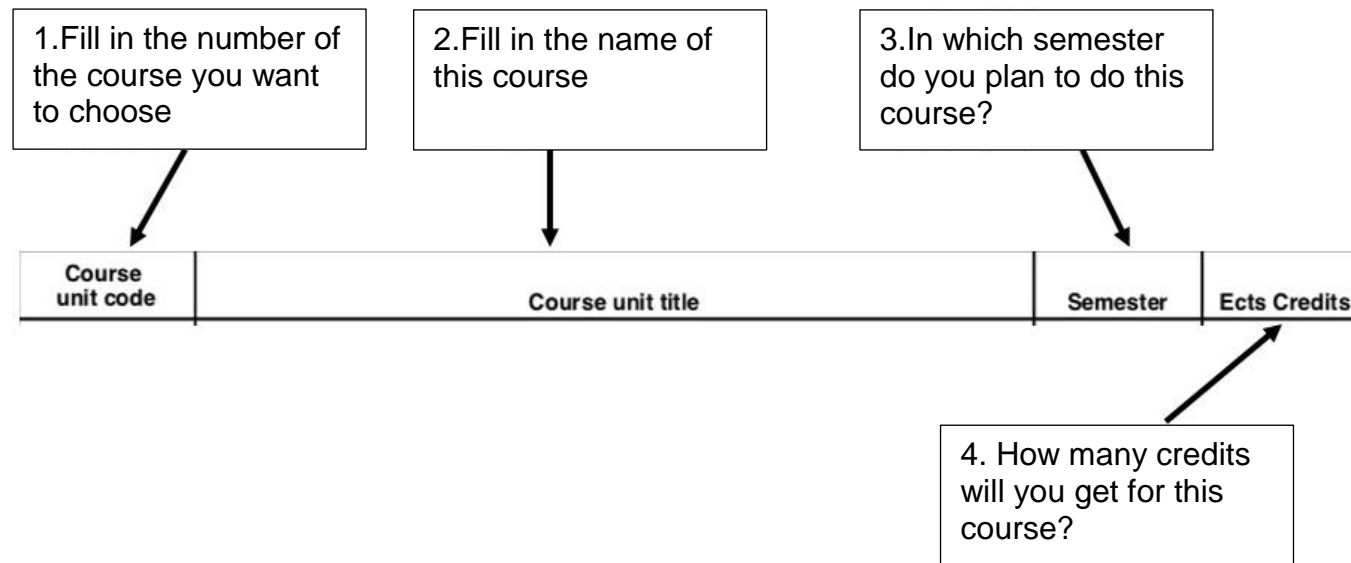 1.Fill in the number of
the course you want
to choose
2.Fill in the name of
this course
3.In which semester
do you plan to do this
course?
Course
unit code
Course unit title
Semester
Ects Credits
4. How many credits
will you get for this
course?